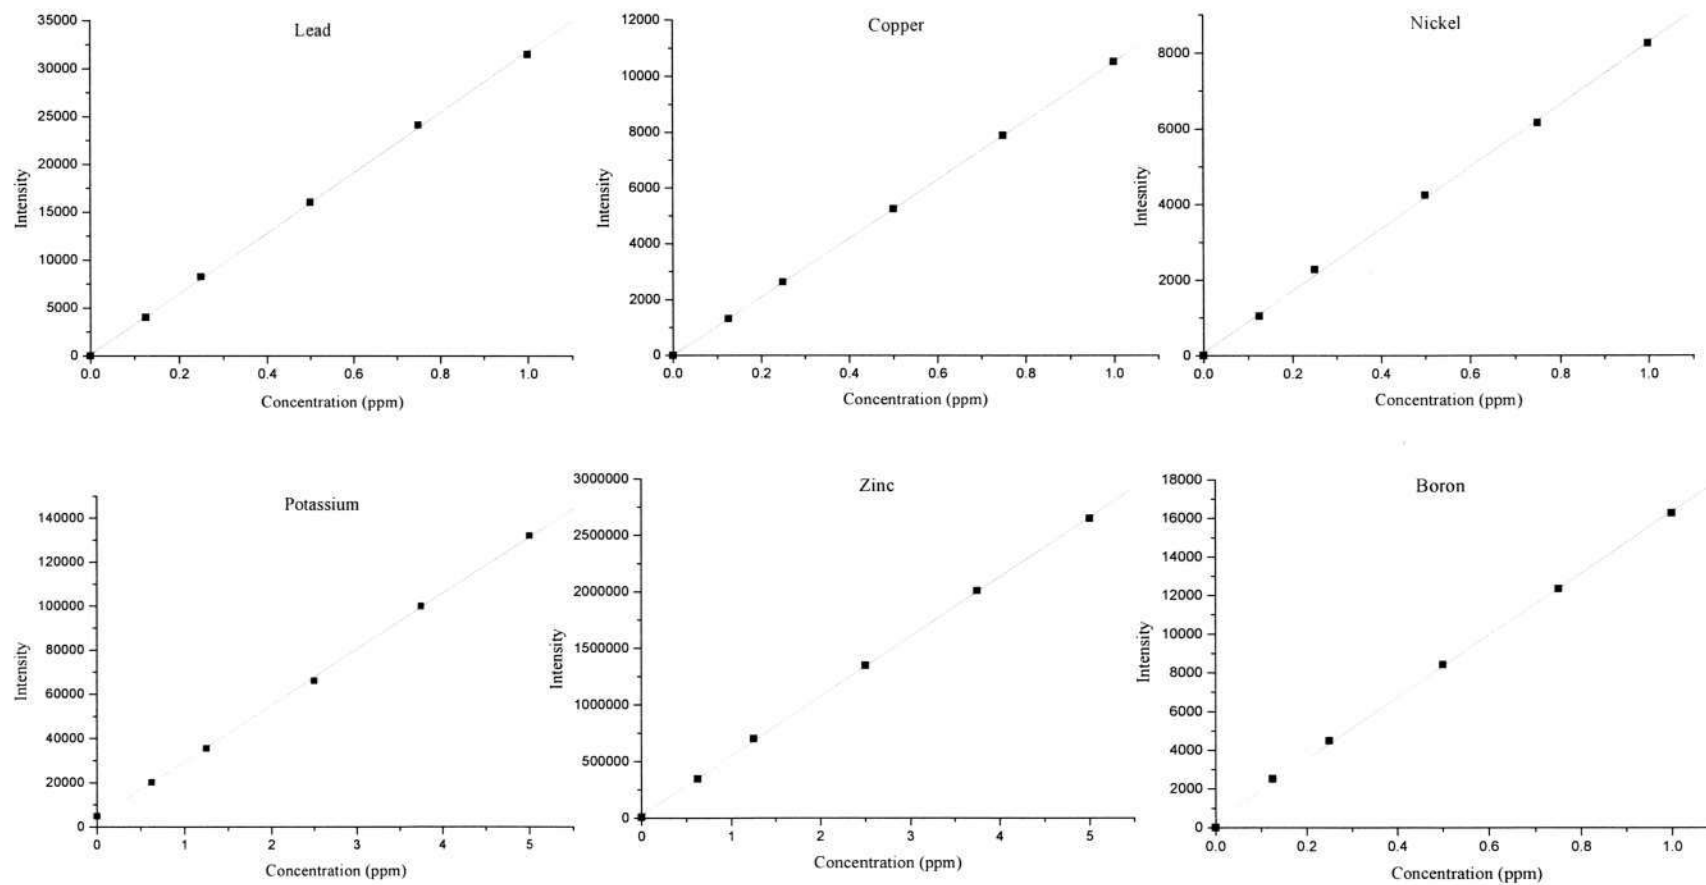 Lead
35000
30000
25000
20000
15000
10000
5000
0
Intensity
0.0 0.2 0.4 0.6 0.8 1.0
Concentration (ppm)
Copper
12000
10000
8000
6000
4000
2000
0
Intensity
0.0 0.2 0.4 0.6 0.8 1.0
Concentration (ppm)
Nickel
8000
6000
4000
2000
0
Intesnity
0.0 0.2 0.4 0.6 0.8 1.0
Concentration (ppm)
Potassium
140000
120000
100000
80000
60000
40000
20000
0
Intensity
0 1 2 3 4 5
Concentration (ppm)
Zinc
3000000
2500000
2000000
1500000
1000000
500000
0
Intensity
0 1 2 3 4 5
Concentration (ppm)
Boron
18000
16000
14000
12000
10000
8000
6000
4000
2000
0
Intensity
0.0 0.2 0.4 0.6 0.8 1.0
Concentration (ppm)